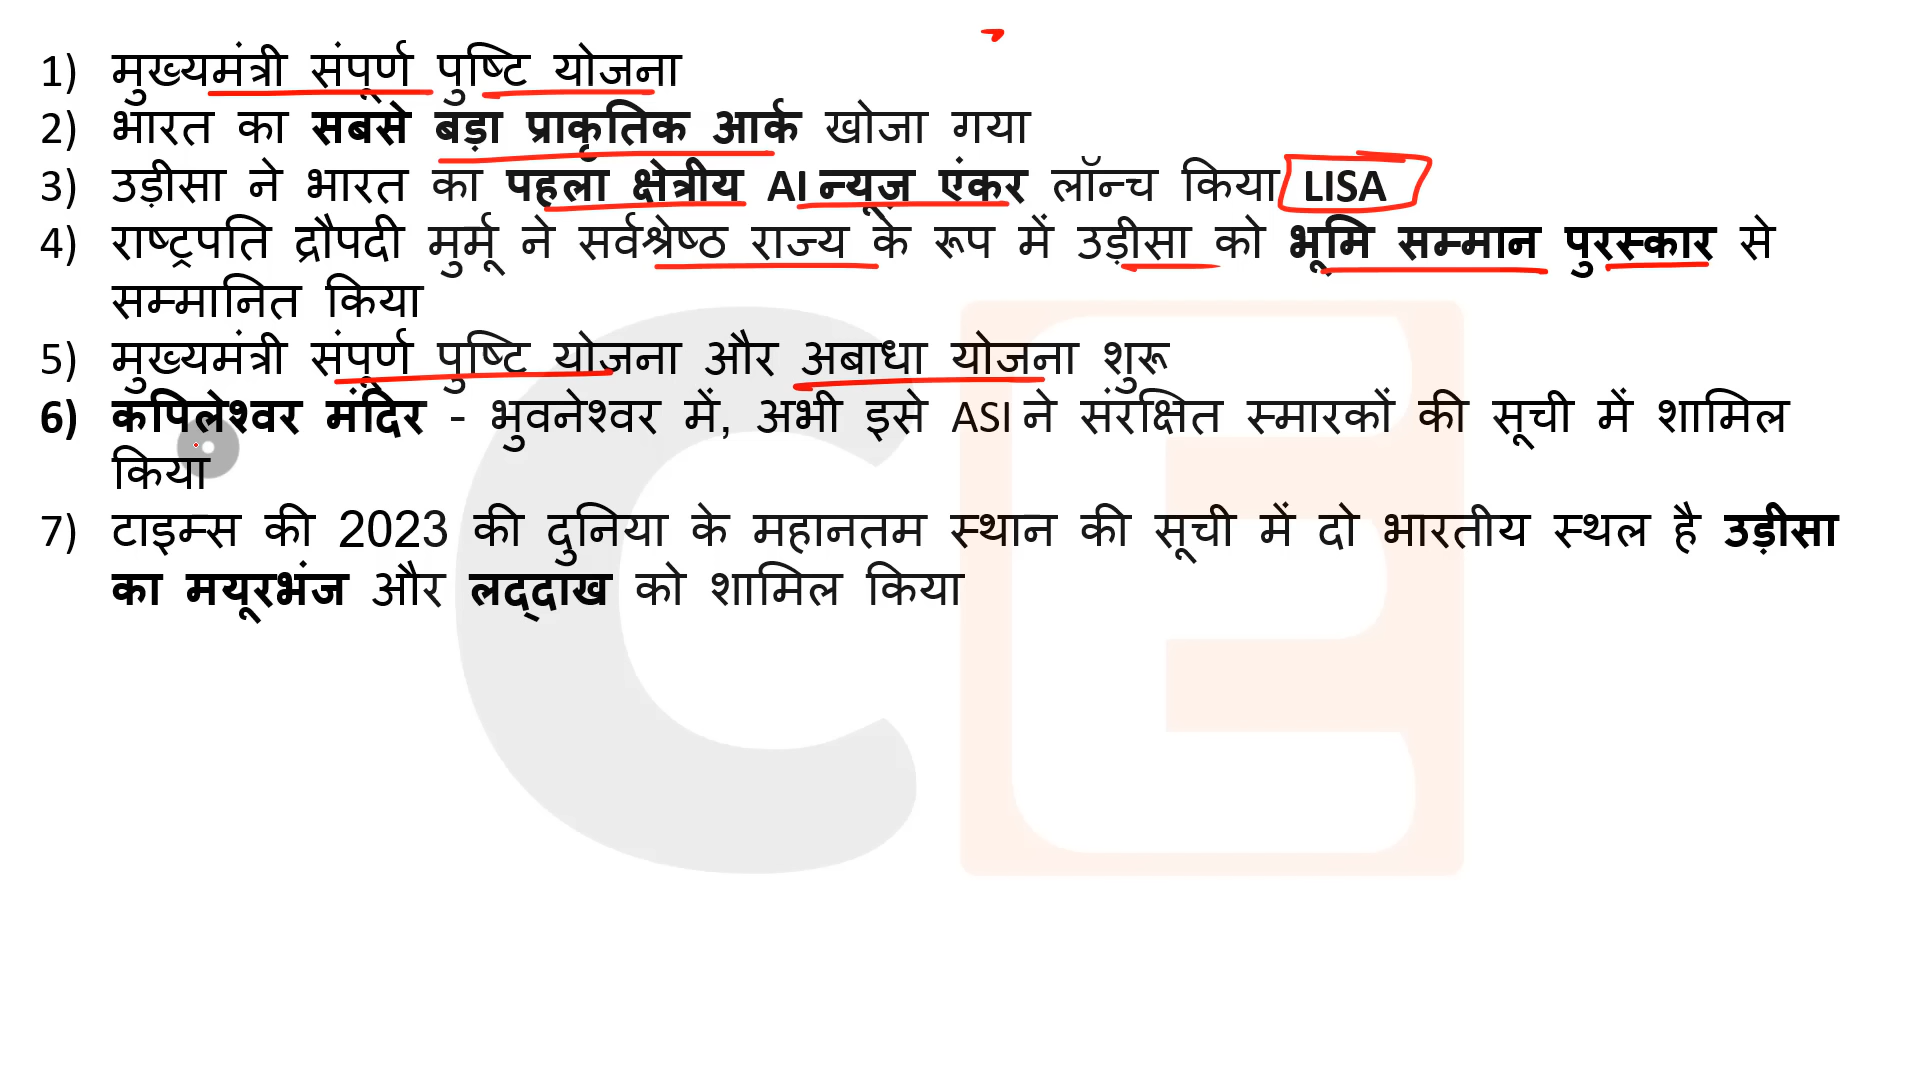 1) मुख्यमंत्री संपूर्ण पुष्टि योजना
2) भारत का सबसे बड़ा प्राकृतिक आर्क खोजा गया
3) उड़ीसा ने भारत का पहला क्षेत्रीय AI न्यूज़ एंकर लॉन्च किया LISA
4) राष्ट्रपति द्रौपदी मुर्मू ने सर्वश्रेष्ठ राज्य के रूप में उड़ीसा को भूमि सम्मान पुरस्कार से
सम्मानित किया
5) मुख्यमंत्री संपूर्ण पुष्टि योजना और अबाधा योजना शुरू
6) कपिलेश्वर मंदिर - भुवनेश्वर में, अभी इसे ASI ने संरक्षित स्मारकों की सूची में शामिल
किया
7) टाइम्स की 2023 की दुनिया के महानतम स्थान की सूची में दो भारतीय स्थल है उड़ीसा
का मयूरभंज और लद्दाख को शामिल किया
CE